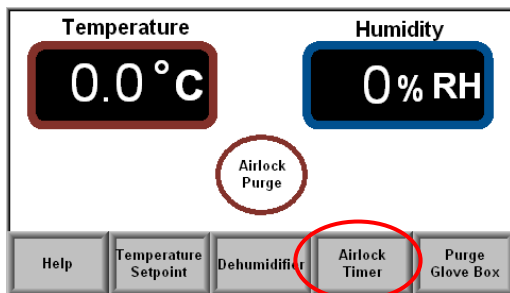 Temperature Humidity
0.0°C 0% RH
Airlock
Purge
Help
Temperature
Setpoint
Dehumidifier
Airlock
Timer
Purge
Glove Box